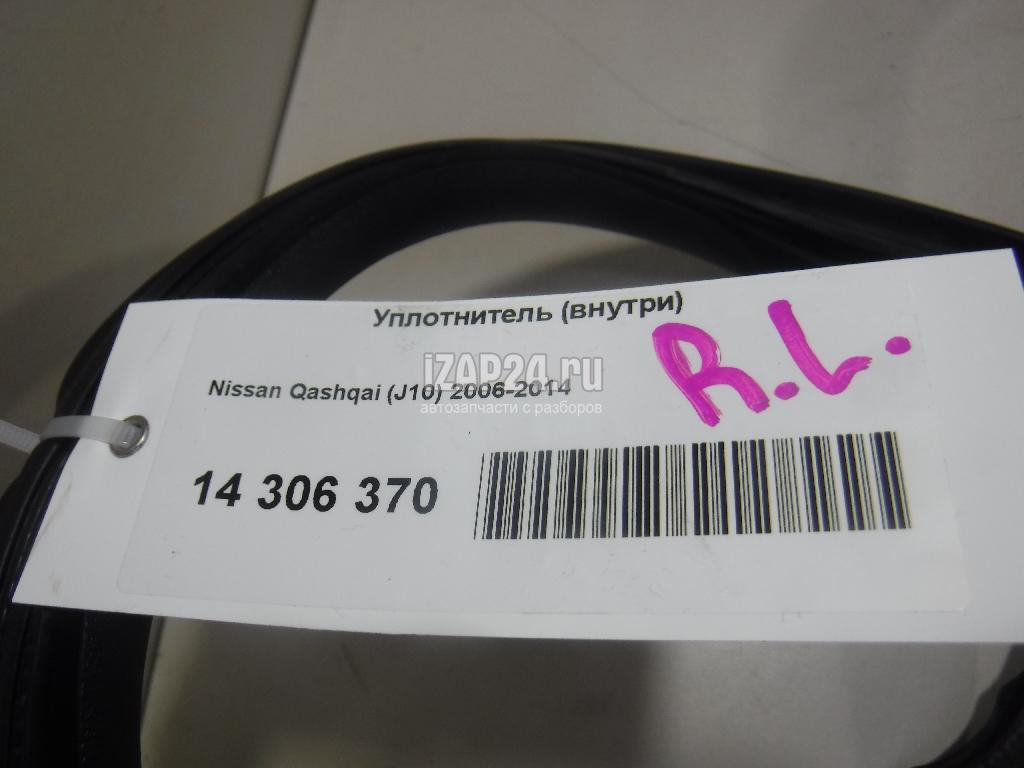 Уплотнитель (внутри)
R.L.
iZAP24.ru
Nissan Qashqai (J10) 2006-2014
автозапчасти с разборов
14 306 370